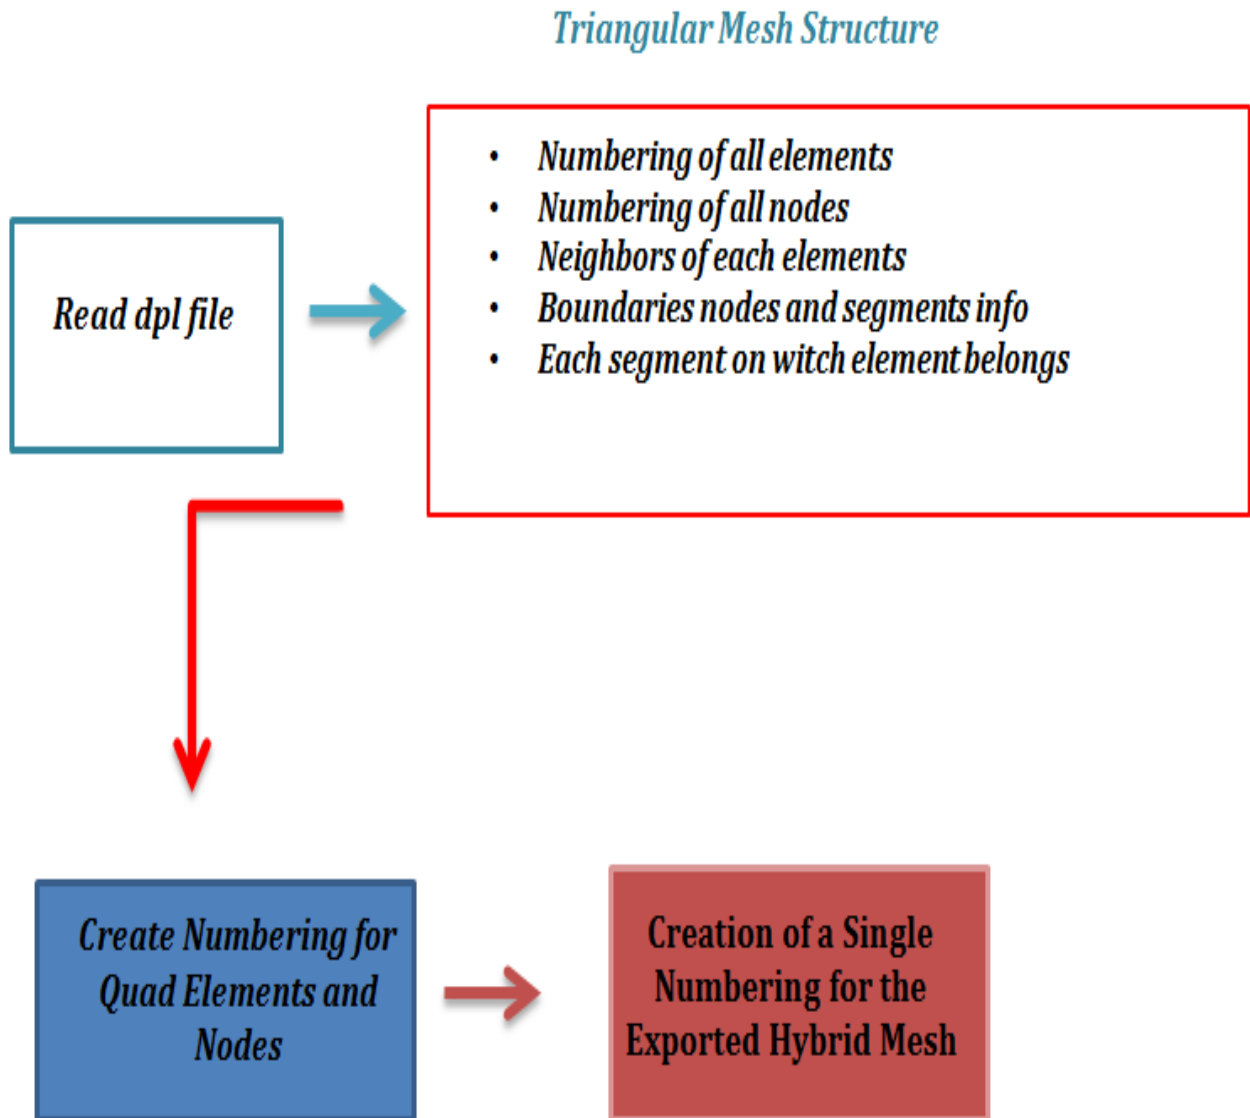 Triangular Mesh Structure
• Numbering of all elements
• Numbering of all nodes
• Neighbors of each elements
• Boundaries nodes and segments info
• Each segment on witch element belongs
Read dpl file
Create Numbering for
Quad Elements and
Nodes
Creation of a Single
Numbering for the
Exported Hybrid Mesh